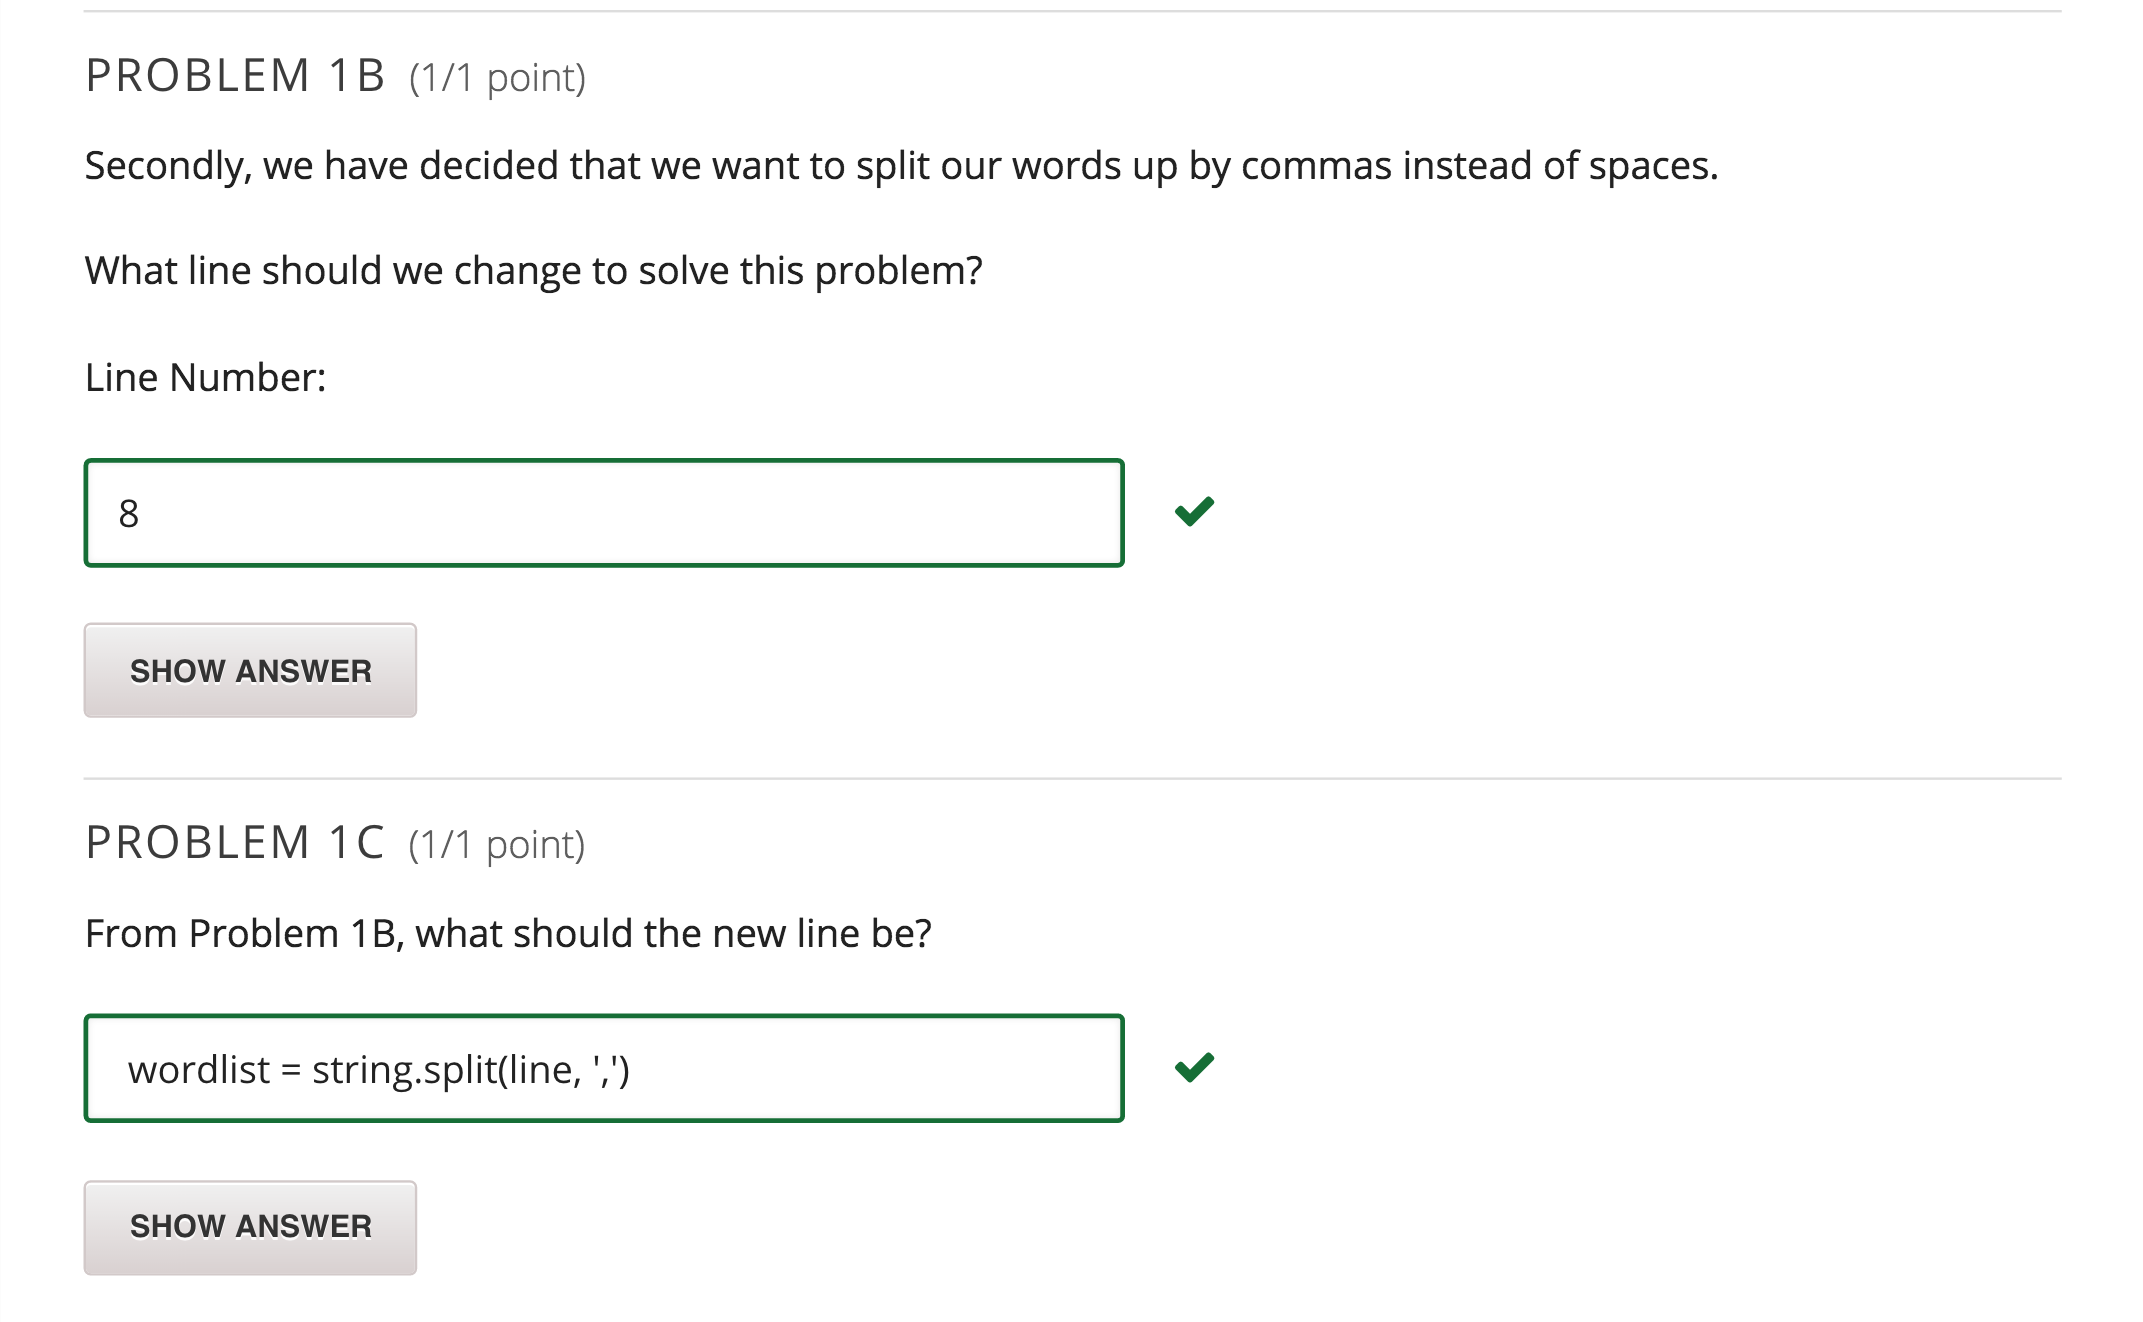 PROBLEM 1B (1/1 point)
Secondly, we have decided that we want to split our words up by commas instead of spaces.
What line should we change to solve this problem?
Line Number:
8
SHOW ANSWER
PROBLEM 1C (1/1 point)
From Problem 1B, what should the new line be?
wordlist = string.split(line, ',')
SHOW ANSWER